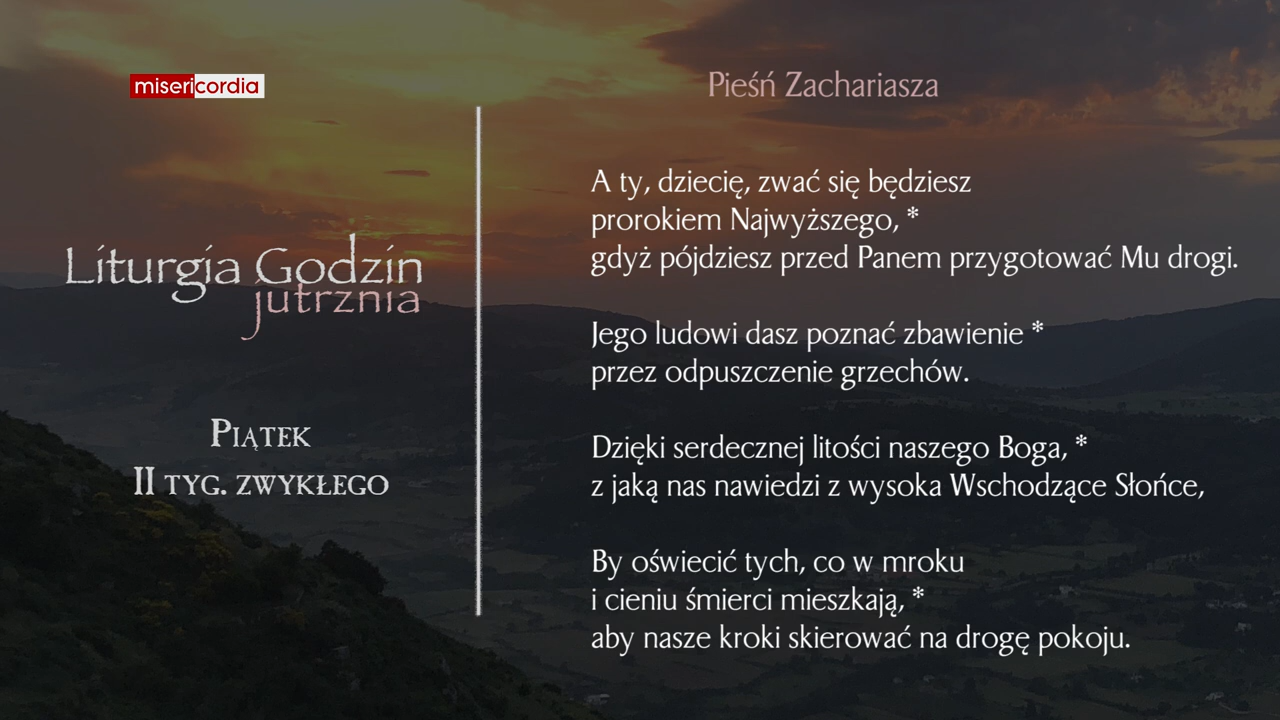 misericordia
Liturgia Godzin
jutrznia
Piątek
II tyg. zwykłego
Pieśń Zachariasza
A ty, dziecię, zwać się będziesz
prorokiem Najwyższego, *
gdyż pójdziesz przed Panem przygotować Mu drogi.
Jego ludowi dasz poznać zbawienie *
przez odpuszczenie grzechów.
Dzięki serdecznej litości naszego Boga, *
z jaką nas nawiedzi z wysoka Wschodzące Słońce,
By oświecić tych, co w mroku
i cieniu śmierci mieszkają, *
aby nasze kroki skierować na drogę pokoju.